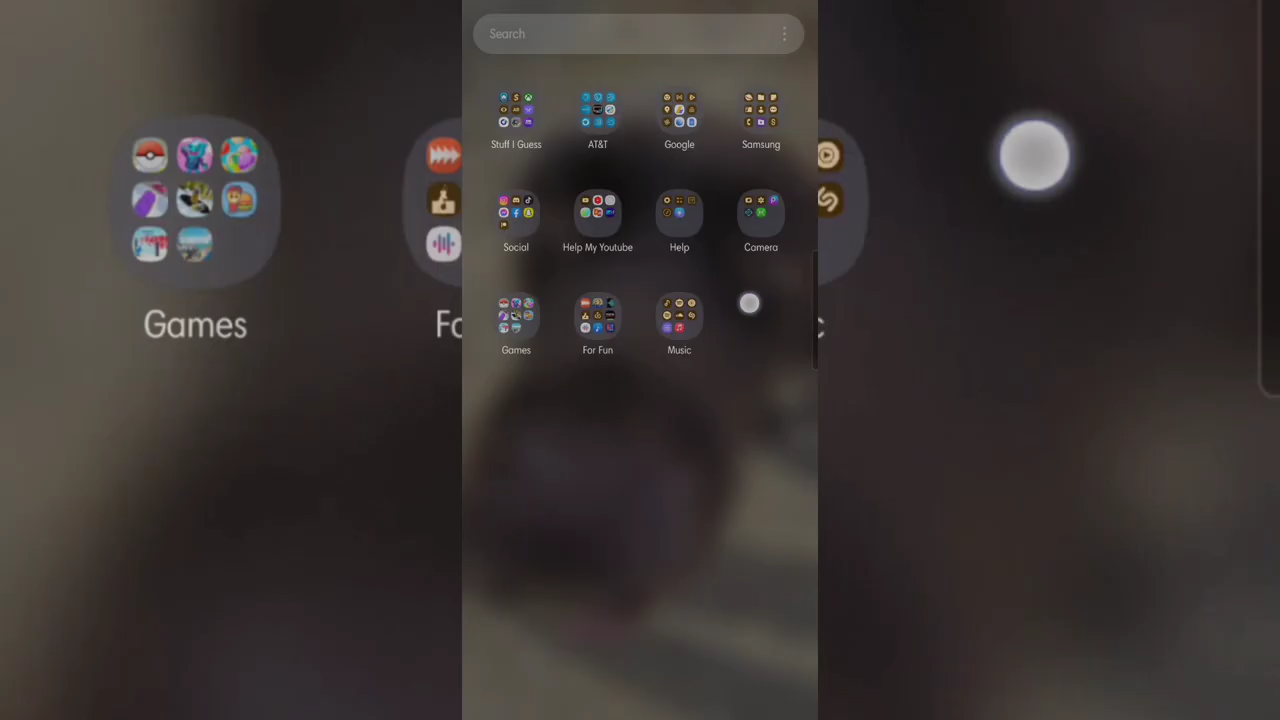 Search
Stuff I Guess
AT&T
Google
Samsung
Social
Help My Youtube
Help
Camera
Games
For Fun
Music
Games
Fo
c